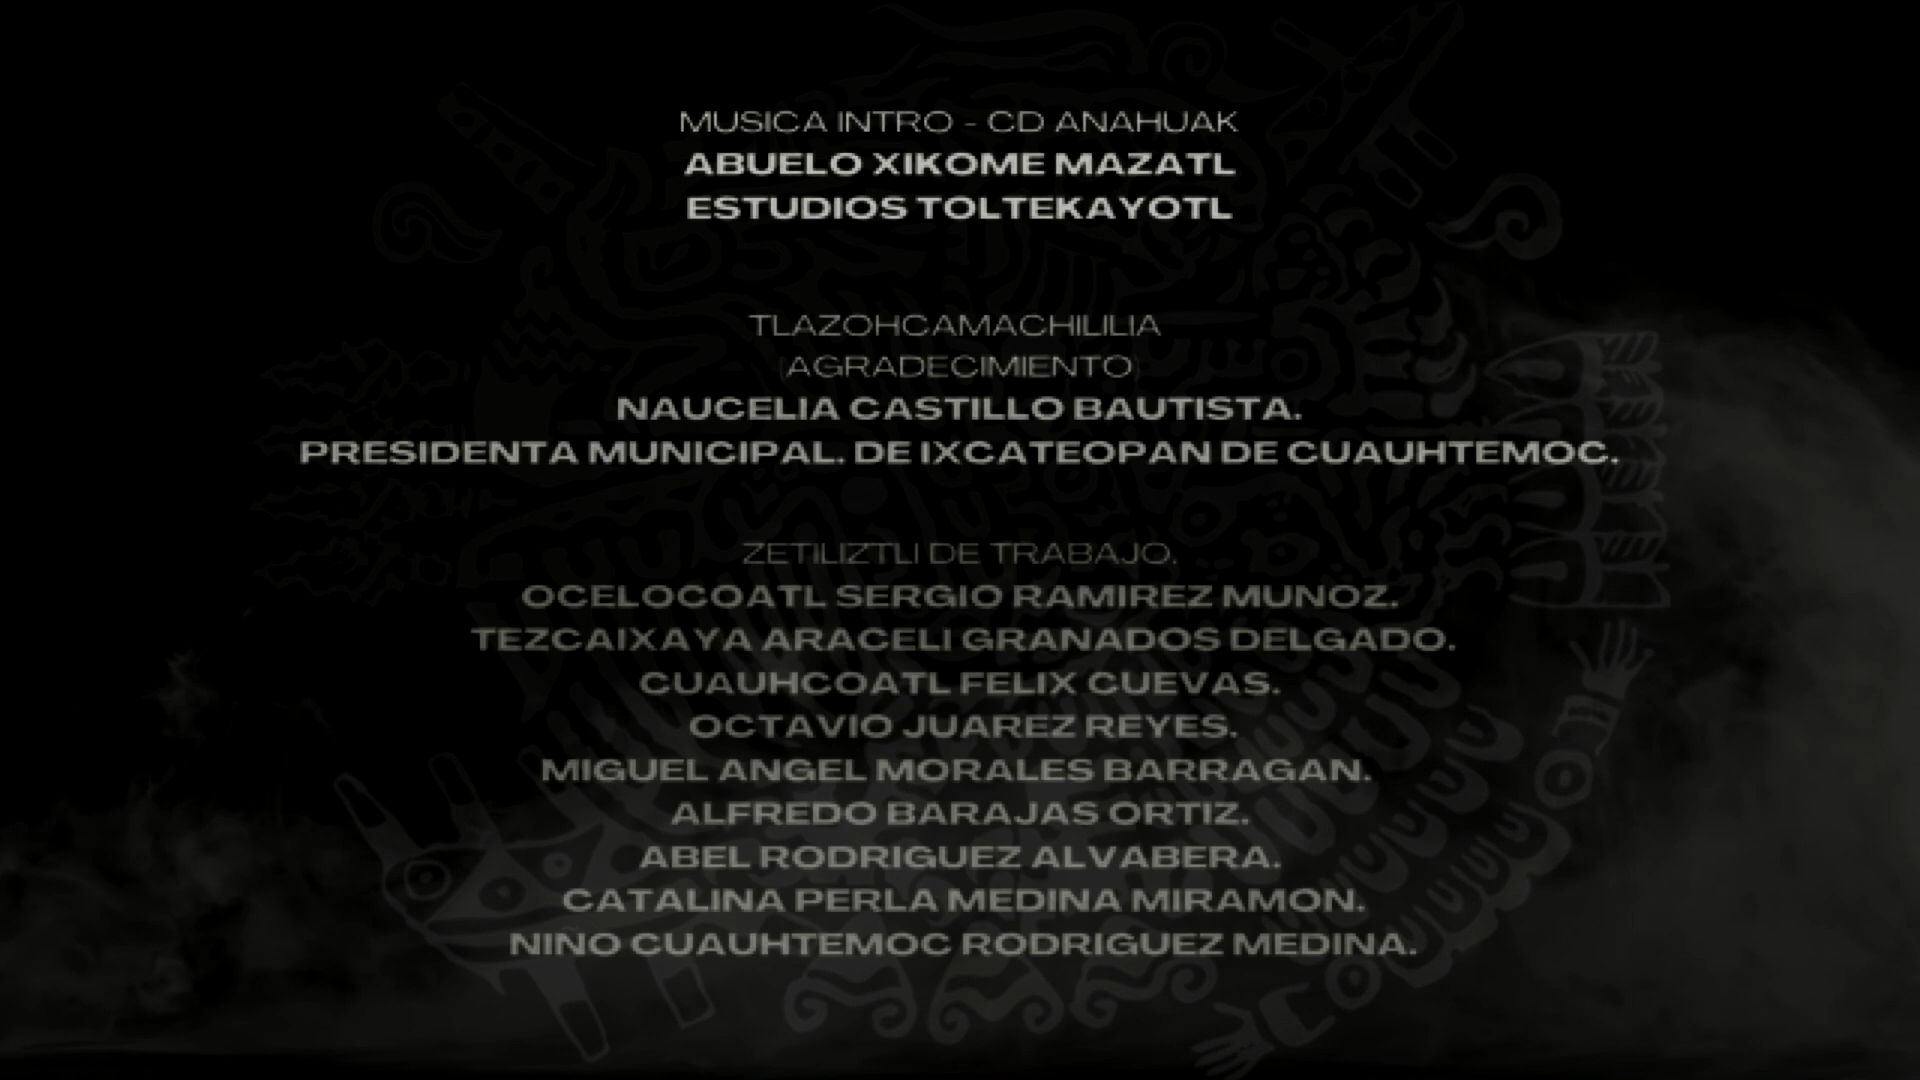 MUSICA INTRO - CD ANAHUAK
ABUELO XIKOME MAZATL
ESTUDIOS TOLTEKAYOTL
TLAZOHCAMACHILILIA
(AGRADECIMIENTO)
NAUCELIA CASTILLO BAUTISTA.
PRESIDENTA MUNICIPAL. DE IXCATEOPAN DE CUAUHTEMOC.
ZETILIZTLI DE TRABAJO.
OCELOCOATL SERGIO RAMIREZ MUNOZ.
TEZCAIXAYA ARACELI GRANADOS DELGADO.
CUAUHCOATL FELIX CUEVAS.
OCTAVIO JUAREZ REYES.
MIGUEL ANGEL MORALES BARRAGAN.
ALFREDO BARAJAS ORTIZ.
ABEL RODRIGUEZ ALVABERA.
CATALINA PERLA MEDINA MIRAMON.
NINO CUAUHTEMOC RODRIGUEZ MEDINA.